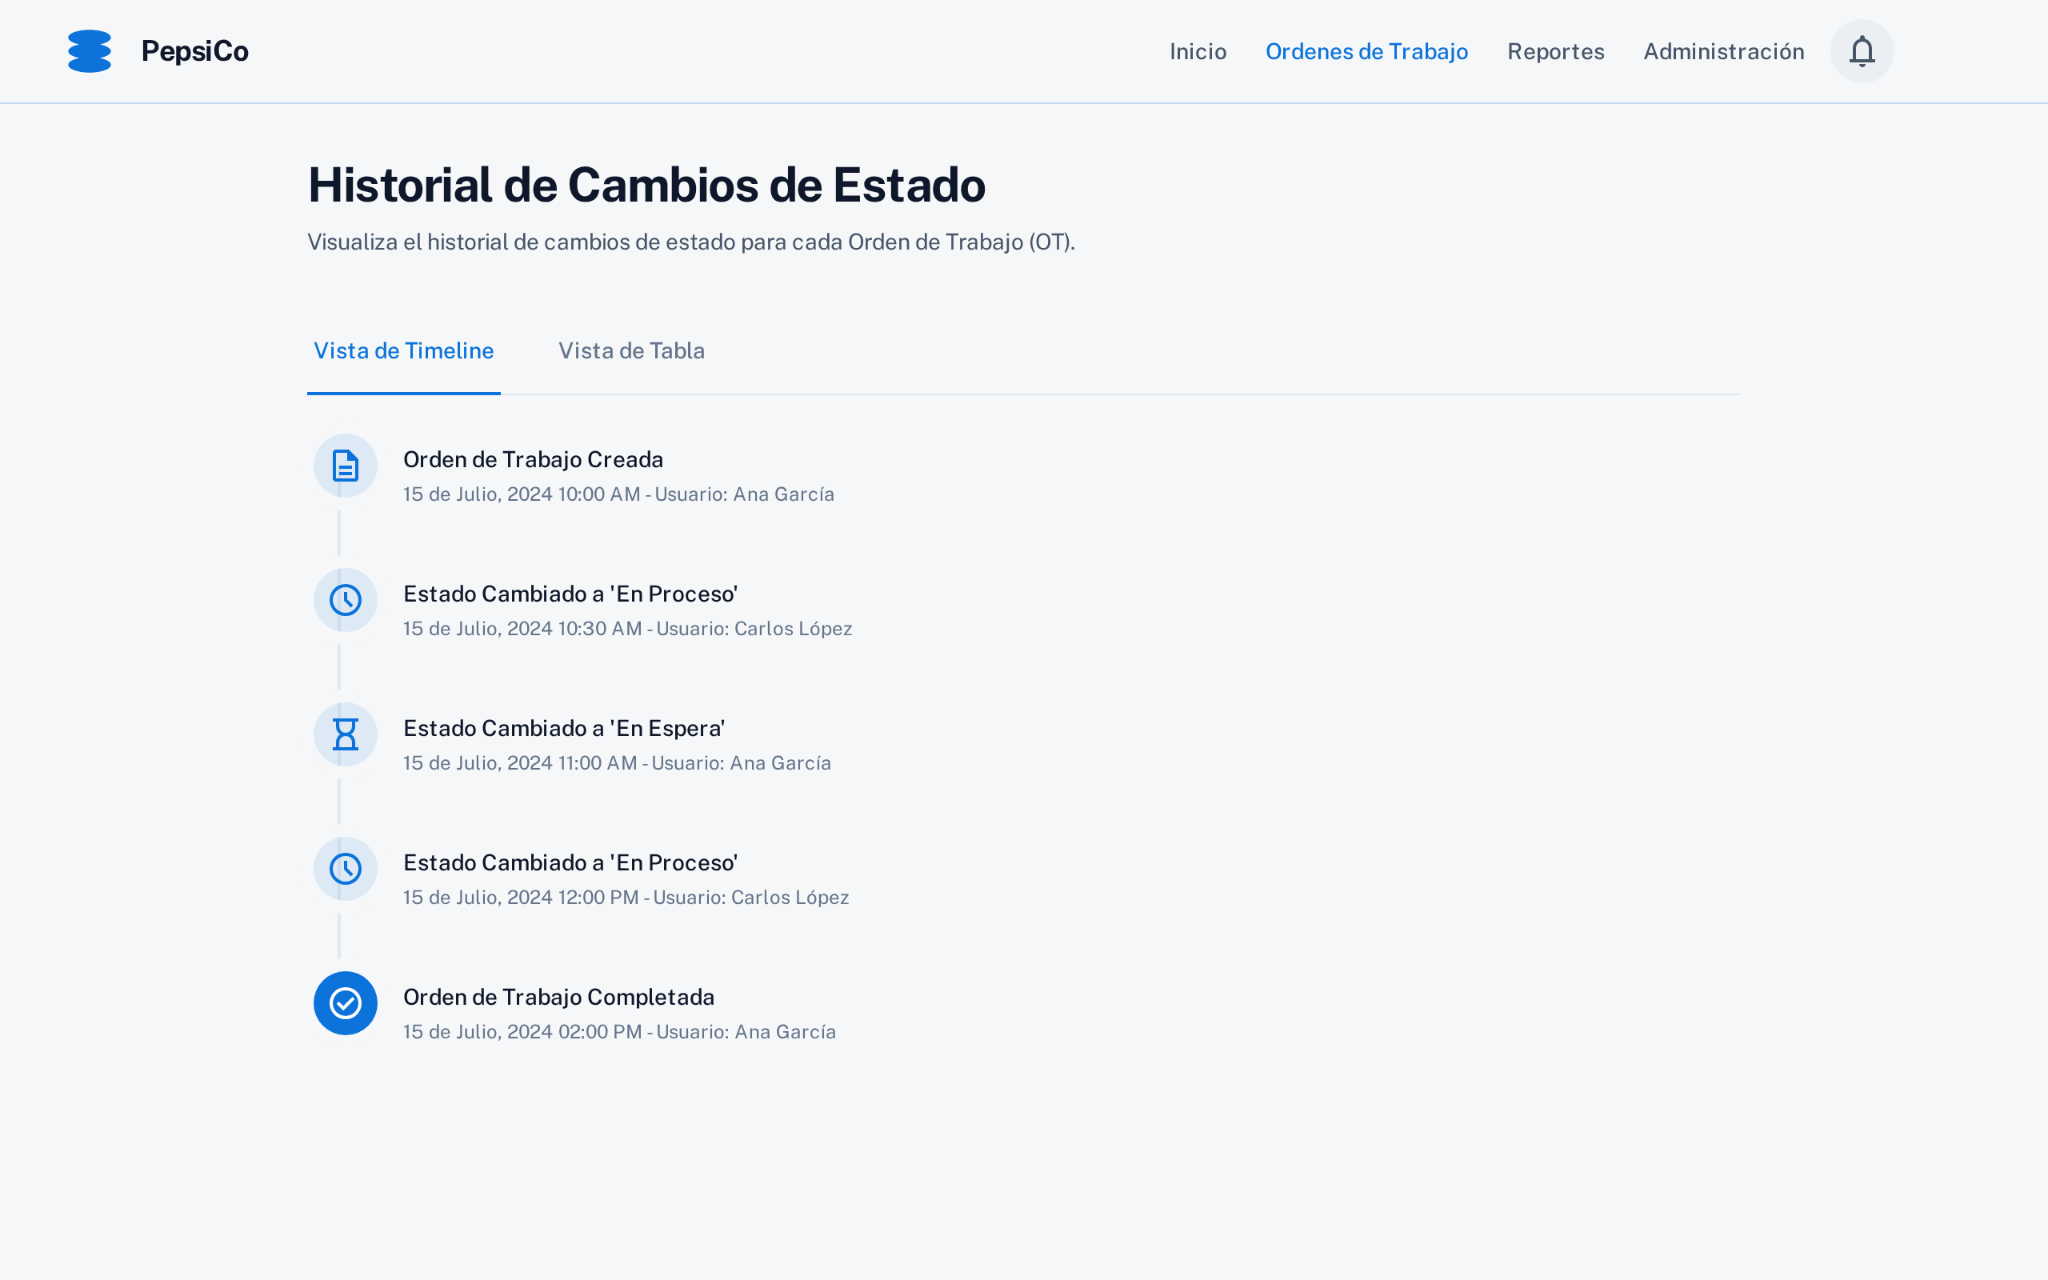 PepsiCo
Inicio
Ordenes de Trabajo
Reportes
Administración
Historial de Cambios de Estado
Visualiza el historial de cambios de estado para cada Orden de Trabajo (OT).
Vista de Timeline
Vista de Tabla
Orden de Trabajo Creada
15 de Julio, 2024 10:00 AM - Usuario: Ana García
Estado Cambiado a 'En Proceso'
15 de Julio, 2024 10:30 AM - Usuario: Carlos López
Estado Cambiado a 'En Espera'
15 de Julio, 2024 11:00 AM - Usuario: Ana García
Estado Cambiado a 'En Proceso'
15 de Julio, 2024 12:00 PM - Usuario: Carlos López
Orden de Trabajo Completada
15 de Julio, 2024 02:00 PM - Usuario: Ana García